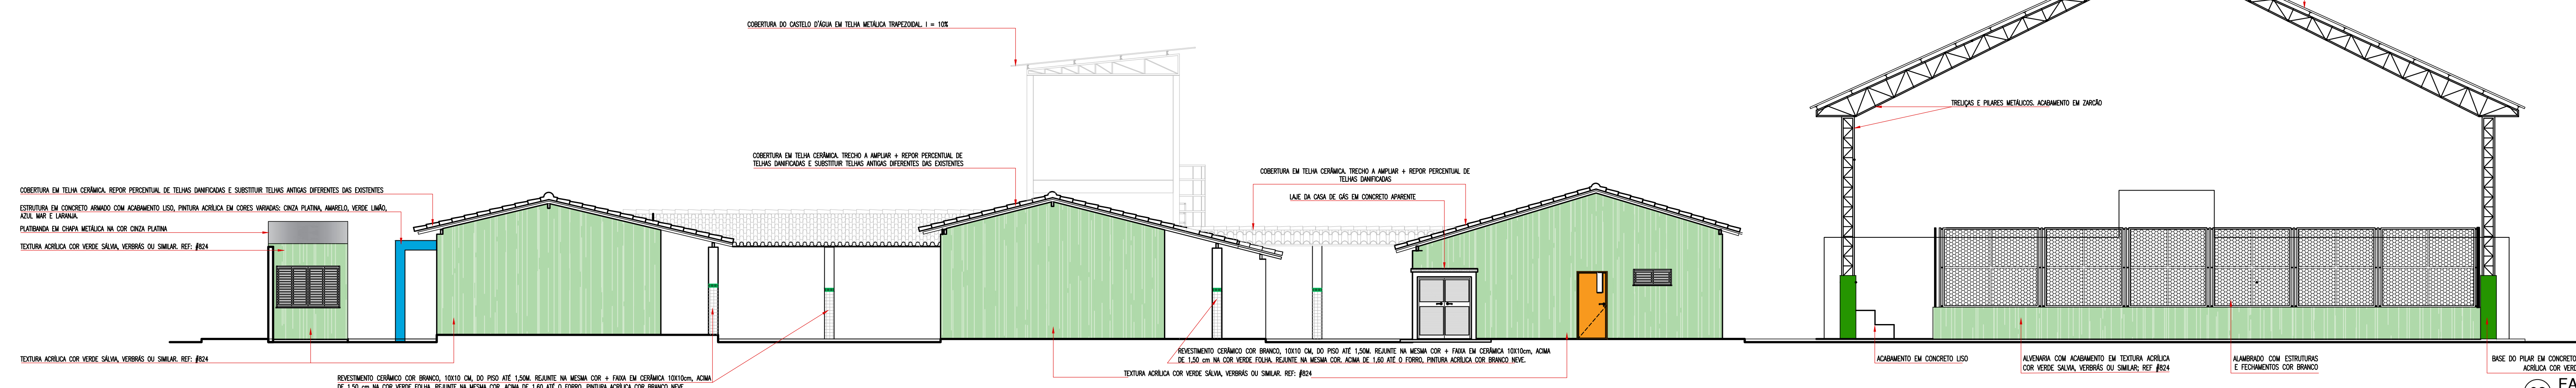 COBERTURA DO CASTELO D'ÁGUA EM TELHA METÁLICA TRAPEZOIDAL. I = 10%
TRELIÇAS E PILARES METÁLICOS. ACABAMENTO EM ZARCÃO
COBERTURA EM TELHA CERÂMICA. TRECHO A AMPLIAR + REPOR PERCENTUAL DE
TELHAS DANIFICADAS E SUBSTITUIR TELHAS ANTIGAS DIFERENTES DAS EXISTENTES
COBERTURA EM TELHA CERÂMICA. TRECHO A AMPLIAR + REPOR PERCENTUAL DE
TELHAS DANIFICADAS
LAJE DA CASA DE GÁS EM CONCRETO APARENTE
COBERTURA EM TELHA CERÂMICA. REPOR PERCENTUAL DE TELHAS DANIFICADAS E SUBSTITUIR TELHAS ANTIGAS DIFERENTES DAS EXISTENTES
ESTRUTURA EM CONCRETO ARMADO COM ACABAMENTO LISO, PINTURA ACRÍLICA EM CORES VARIADAS: CINZA PLATINA, AMARELO, VERDE LIMÃO,
AZUL MAR E LARANJA.
PLATIBANDA EM CHAPA METÁLICA NA COR CINZA PLATINA
TEXTURA ACRÍLICA COR VERDE SÁLVIA, VERBRÁS OU SIMILAR. REF: #824
TEXTURA ACRÍLICA COR VERDE SÁLVIA, VERBRÁS OU SIMILAR. REF: #824
REVESTIMENTO CERÂMICO COR BRANCO, 10X10 CM, DO PISO ATÉ 1,50M. REJUNTE NA MESMA COR + FAIXA EM CERÂMICA 10X10cm, ACIMA
DE 1,50 cm NA COR VERDE FOLHA. REJUNTE NA MESMA COR. ACIMA DE 1,60 ATÉ O FORRO, PINTURA ACRÍLICA COR BRANCO NEVE.
REVESTIMENTO CERÂMICO COR BRANCO, 10X10 CM, DO PISO ATÉ 1,50M. REJUNTE NA MESMA COR + FAIXA EM CERÂMICA 10X10cm, ACIMA
DE 1,50 cm NA COR VERDE FOLHA. REJUNTE NA MESMA COR. ACIMA DE 1.60 ATÉ O FORRO, PINTURA ACRÍLICA COR BRANCO NEVE.
TEXTURA ACRÍLICA COR VERDE SÁLVIA, VERBRÁS OU SIMILAR. REF: #824
ACABAMENTO EM CONCRETO LISO
ALVENARIA COM ACABAMENTO EM TEXTURA ACRÍLICA
COR VERDE SALVIA, VERBRÁS OU SIMILAR; REF #824
ALAMBRADO COM ESTRUTURAS
E FECHAMENTOS COR BRANCO
BASE DO PILAR EM CONCRETO
ACRÍLICA COR